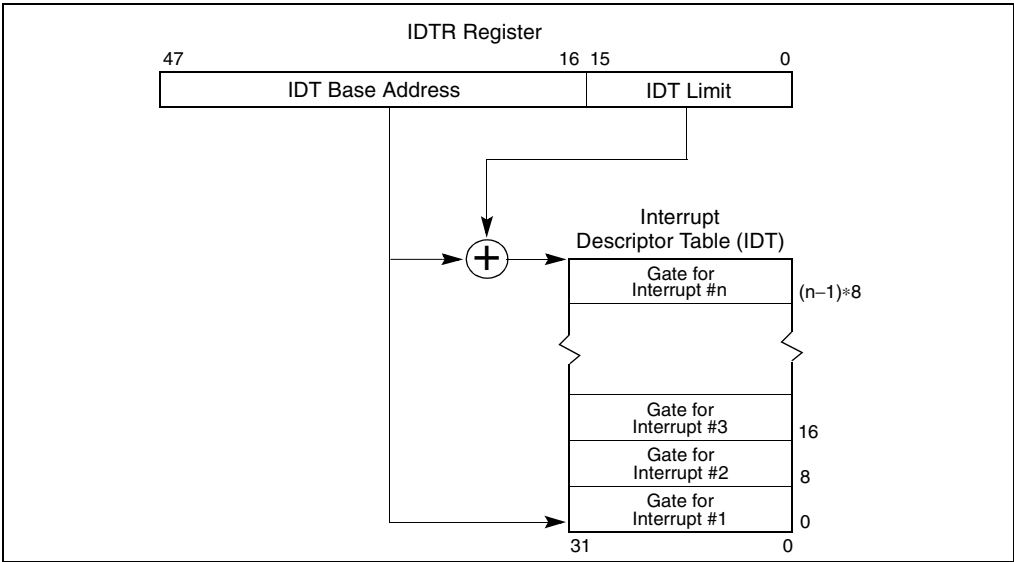 IDTR Register
47 16 15 0
IDT Base Address IDT Limit
+
Interrupt
Descriptor Table (IDT)
Gate for
Interrupt #n
(n−1)∗8
Gate for
Interrupt #3
16
Gate for
Interrupt #2
8
Gate for
Interrupt #1
0
31 0